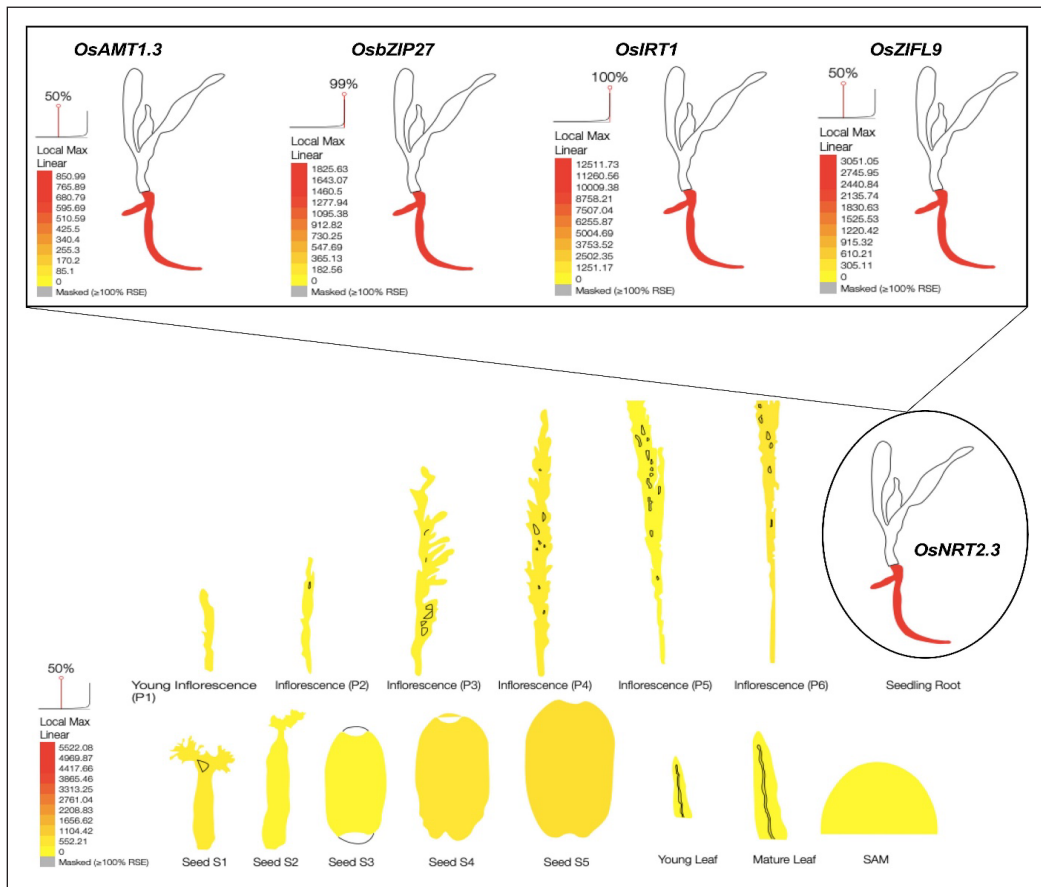 OsAMT1.3
50%
Local Max
Linear
850.99
765.89
680.79
595.69
510.59
425.5
340.4
255.3
170.2
85.1
0
Masked (≥100% RSE)
OsbZIP27
99%
Local Max
Linear
1825.63
1643.07
1460.5
1277.94
1095.38
912.82
730.25
547.69
365.13
182.56
0
Masked (≥100% RSE)
OsIRT1
100%
Local Max
Linear
12511.73
11260.56
10009.38
8758.21
7507.04
6255.87
5004.69
3753.52
2502.35
1251.17
0
Masked (≥100% RSE)
OsZIFL9
50%
Local Max
Linear
3051.05
2745.95
2440.84
2135.74
1830.63
1525.53
1220.42
915.32
610.21
305.11
0
Masked (≥100% RSE)
OsNRT2.3
Young Inflorescence
(P1)
Inflorescence (P2)
Inflorescence (P3)
Inflorescence (P4)
Inflorescence (P5)
Inflorescence (P6)
Seedling Root
50%
Local Max
Linear
5522.08
4969.87
4417.66
3865.46
3313.25
2761.04
2208.83
1656.62
1104.42
552.21
0
Masked (≥100% RSE)
Seed S1
Seed S2
Seed S3
Seed S4
Seed S5
Young Leaf
Mature Leaf
SAM